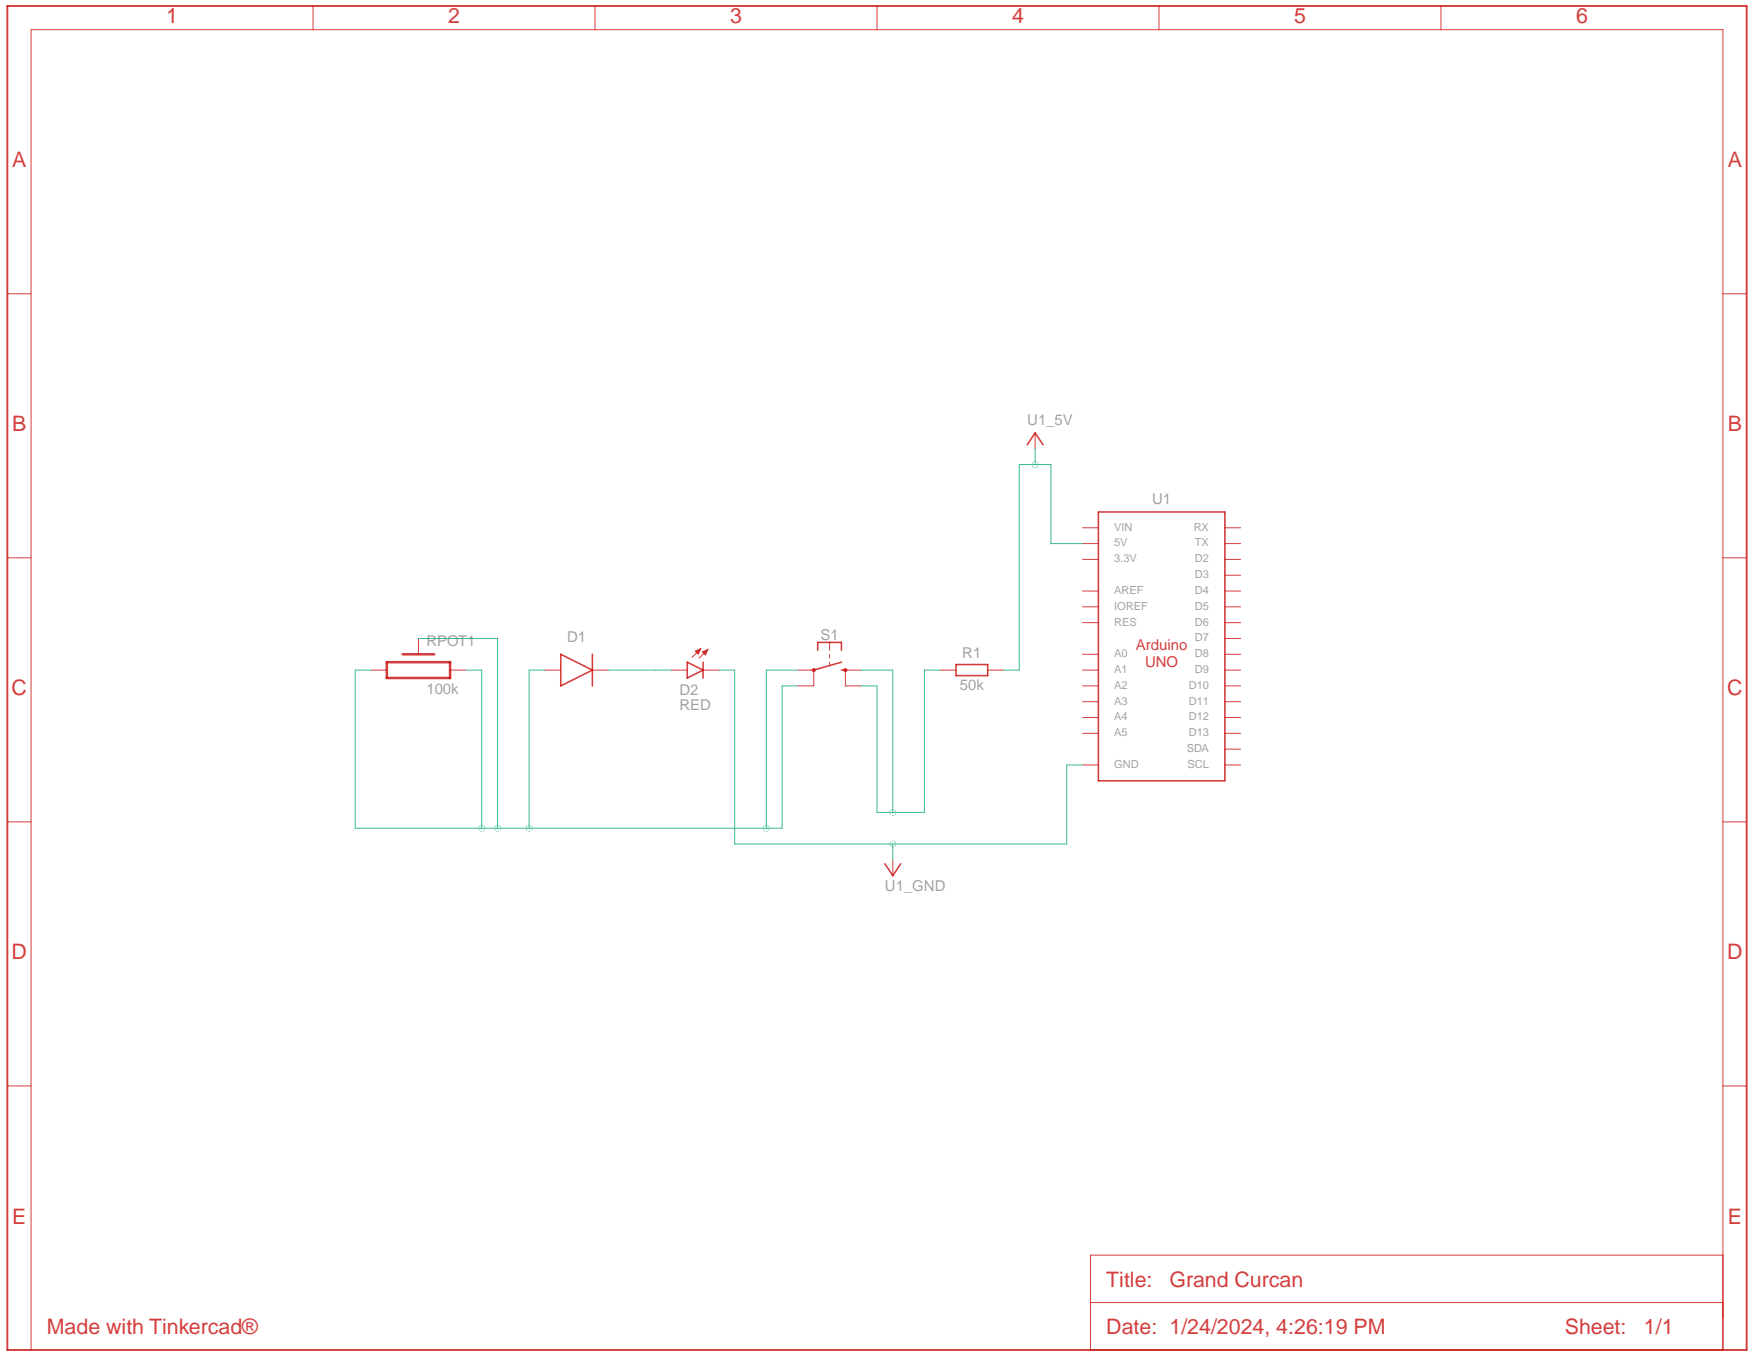 1 2 3 4 5 6
A A
B B
U1_5V
U1
VIN RX
5V TX
3.3V D2
D3
AREF D4
IOREF D5
RES D6
D7
A0 D8
A1 D9
A2 D10
A3 D11
A4 D12
A5 D13
SDA
GND SCL
Arduino
UNO
RPOT1
100k
D1
D2
RED
S1
R1
50k
C C
U1_GND
D D
E E
Title: Grand Curcan
Made with Tinkercad®
Date: 1/24/2024, 4:26:19 PM Sheet: 1/1